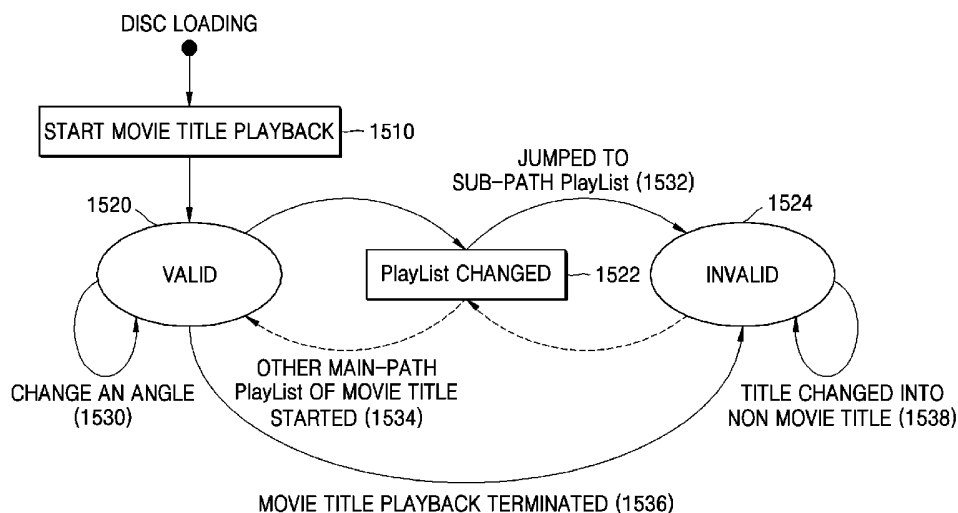 DISC LOADING
START MOVIE TITLE PLAYBACK
1510
JUMPED TO
SUB-PATH PlayList (1532)
1520
1524
VALID
PlayList CHANGED
1522
INVALID
CHANGE AN ANGLE
(1530)
OTHER MAIN-PATH
PlayList OF MOVIE TITLE
STARTED (1534)
TITLE CHANGED INTO
NON MOVIE TITLE (1538)
MOVIE TITLE PLAYBACK TERMINATED (1536)